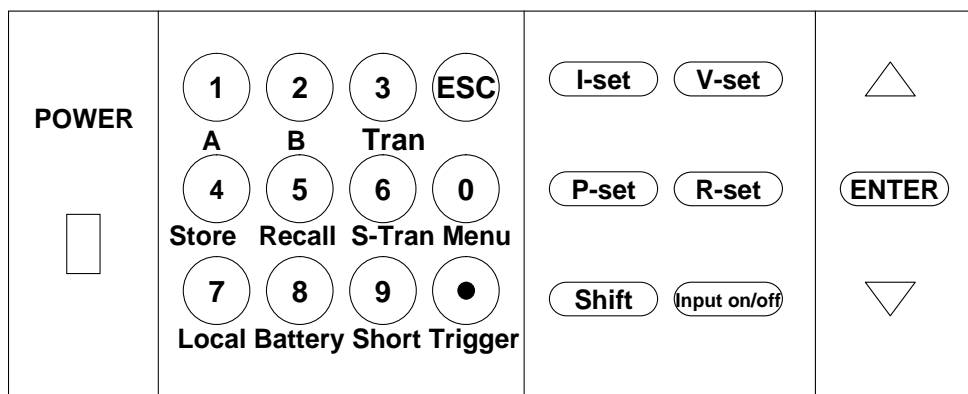 1 2 3 ESC I-set V-set
POWER
A B Tran
4 5 6 0 P-set R-set ENTER
Store Recall S-Tran Menu
7 8 9 Shift Input on/off
Local Battery Short Trigger